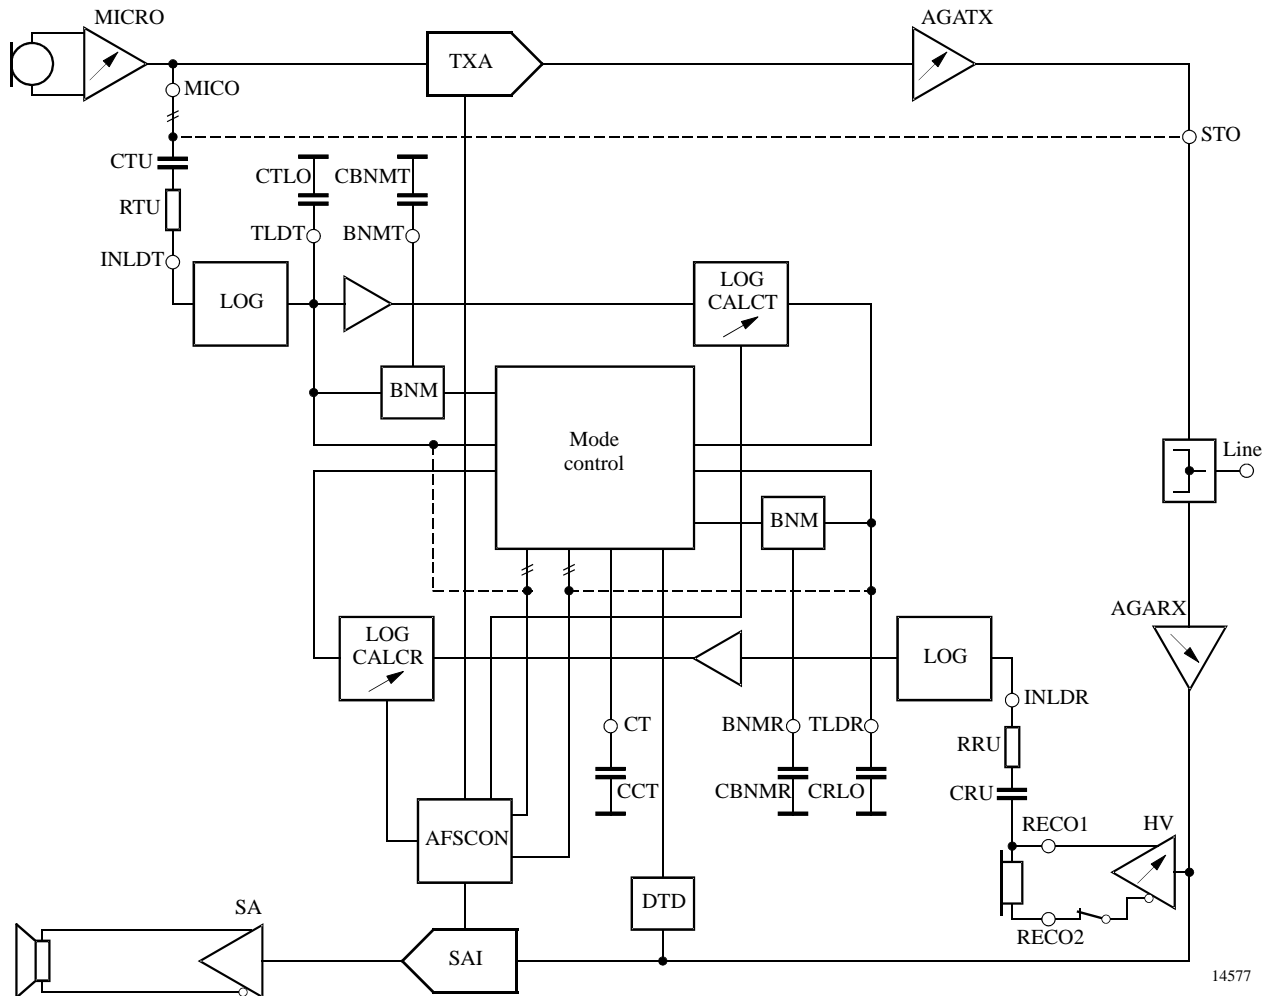 MICRO
AGATX
TXA
MICO
STO
CTU
CTLO
CBNMT
RTU
TLDT
BNMT
INLDT
LOG
LOG
CALCT
BNM
Mode
control
Line
BNM
AGARX
LOG
CALCR
LOG
INLDR
CT
BNMR
TLDR
RRU
CCT
CBNMR
CRLO
CRU
AFSCON
RECO1
HV
DTD
SA
RECO2
SAI
14577